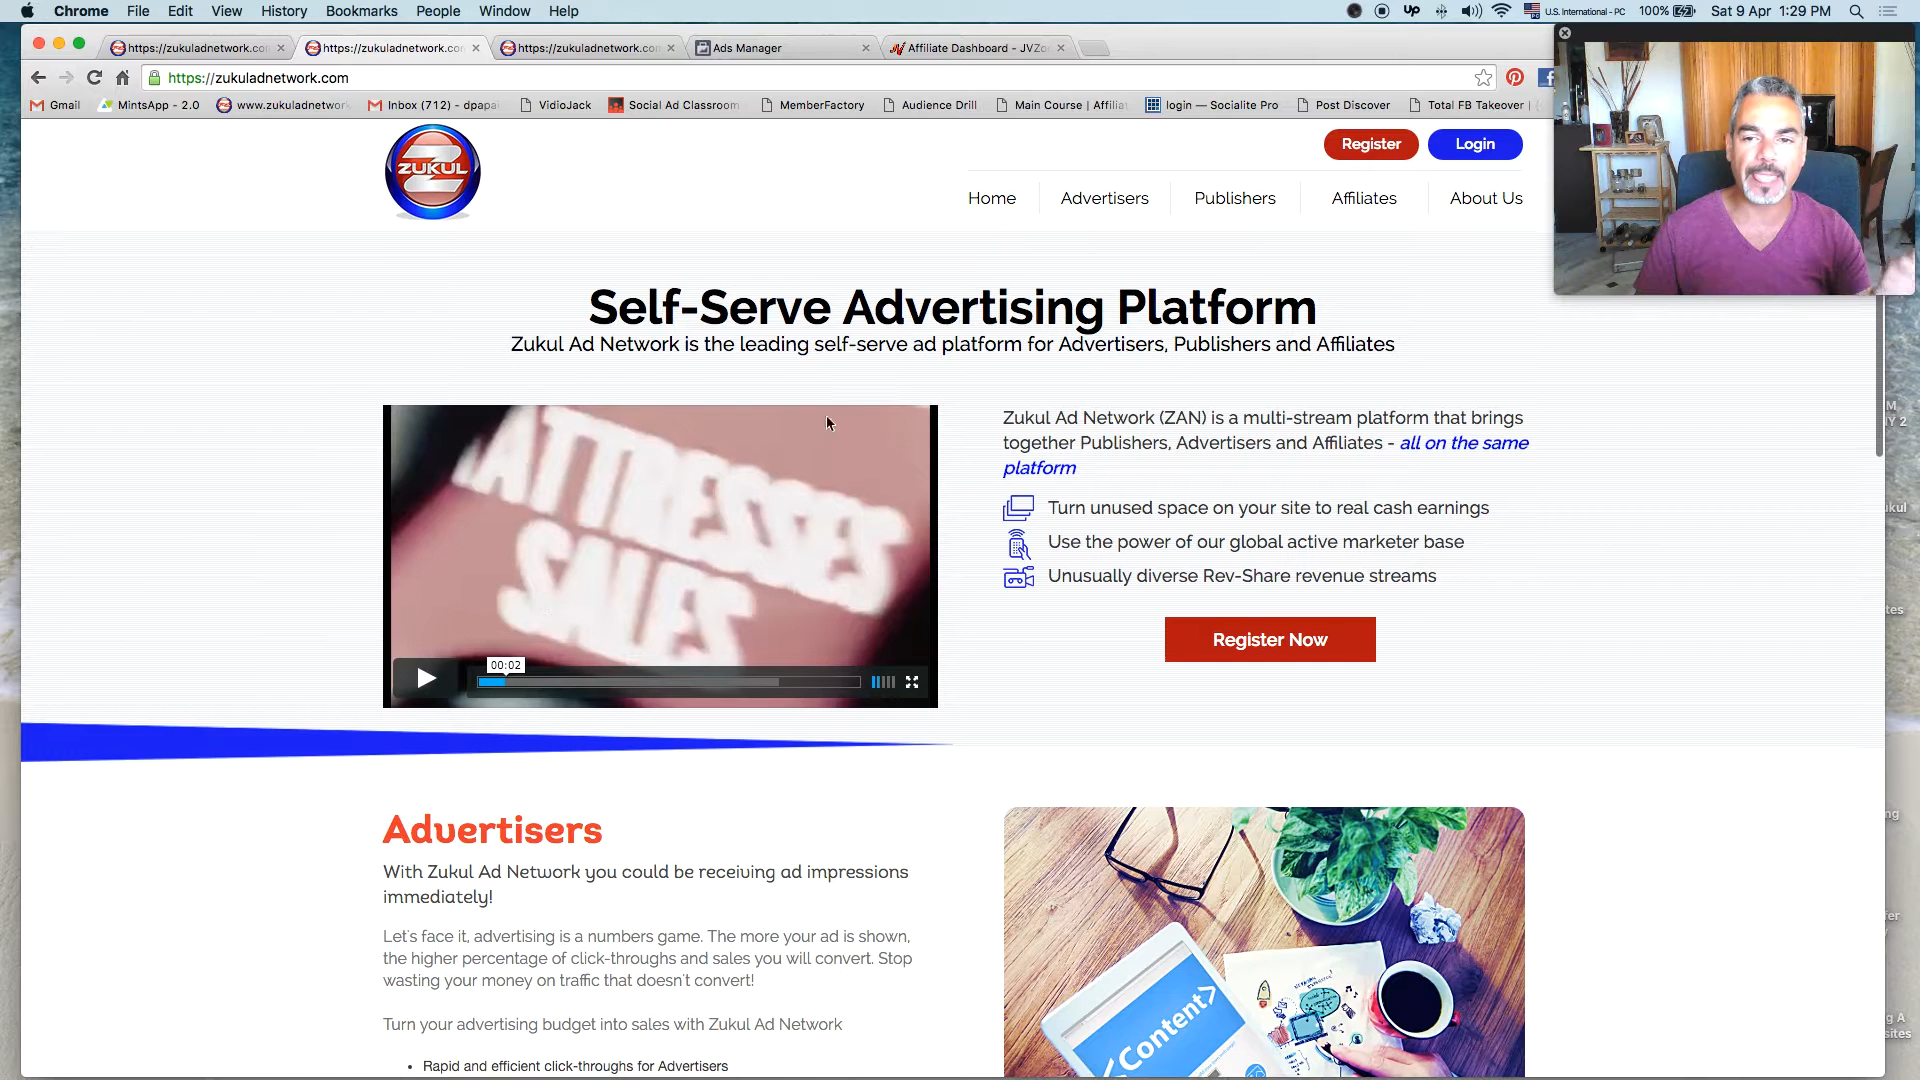 Chrome File Edit View History Bookmarks People Window Help
UP U.S. International - PC 100% Sat 9 Apr 1:29 PM
https://zukuladnetwork.co https://zukuladnetwork.co https://zukuladnetwork.com Ads Manager Affiliate Dashboard - JVZo
https://zukuladnetwork.com
Gmail MintsApp - 2.0 www.zukuladnetwork Inbox (712) - dpapa VidioJack Social Ad Classroom MemberFactory Audience Drill Main Course | Affilia login — Socialite Pro Post Discover Total FB Takeover |
ZUKUL
Register Login
Home Advertisers Publishers Affiliates About Us
Self-Serve Advertising Platform
Zukul Ad Network is the leading self-serve ad platform for Advertisers, Publishers and Affiliates
ATTRESSES
SALES
00:02
Zukul Ad Network (ZAN) is a multi-stream platform that brings
together Publishers, Advertisers and Affiliates - all on the same
platform
Turn unused space on your site to real cash earnings
Use the power of our global active marketer base
Unusually diverse Rev-Share revenue streams
Register Now
Advertisers
With Zukul Ad Network you could be receiving ad impressions
immediately!
Let's face it, advertising is a numbers game. The more your ad is shown,
the higher percentage of click-throughs and sales you will convert. Stop
wasting your money on traffic that doesn't convert!
Turn your advertising budget into sales with Zukul Ad Network
• Rapid and efficient click-throughs for Advertisers
<Content>